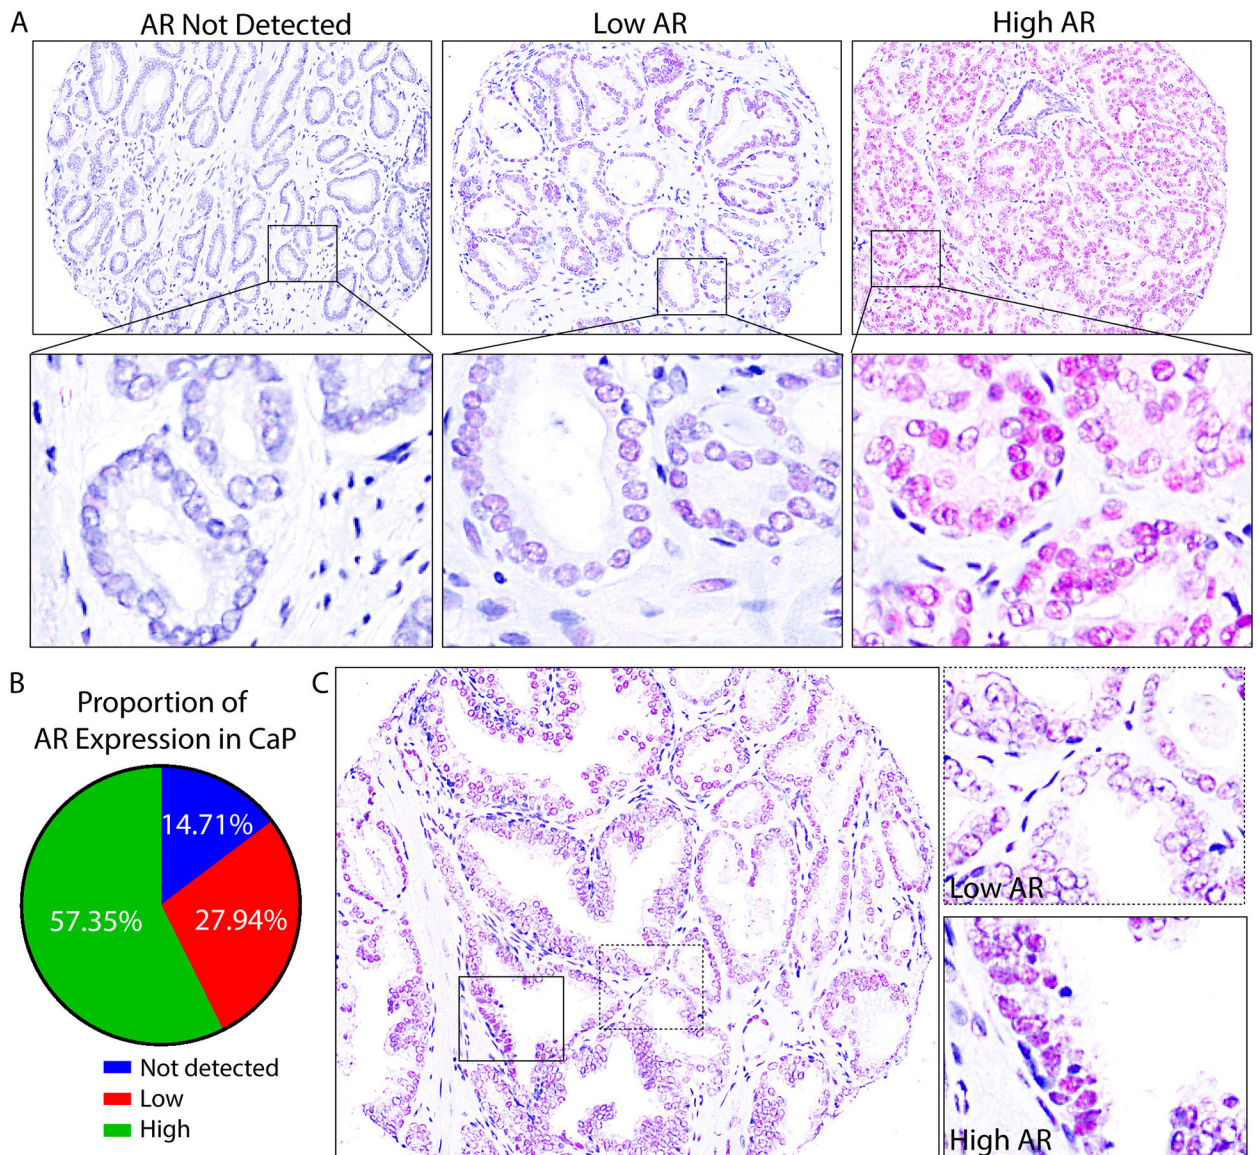 A
AR Not Detected
Low AR
High AR
B
Proportion of
AR Expression in CaP
14.71%
57.35%
27.94%
Not detected
Low
High
C
Low AR
High AR